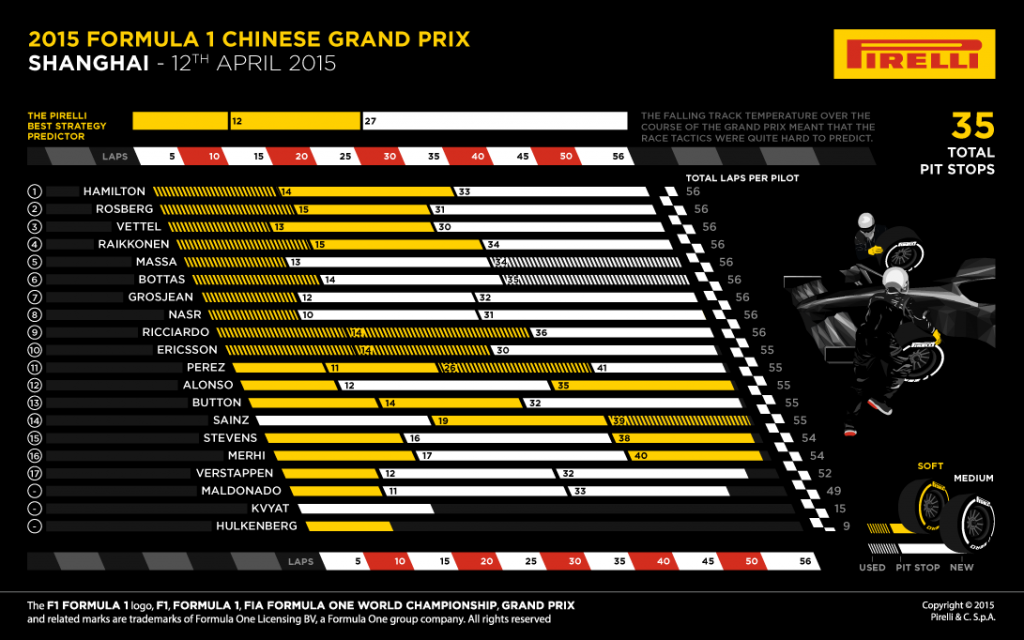 2015 FORMULA 1 CHINESE GRAND PRIX
SHANGHAI - 12TH APRIL 2015
PIRELLI
THE PIRELLI
BEST STRATEGY
PREDICTOR
12 27
THE FALLING TRACK TEMPERATURE OVER THE
COURSE OF THE GRAND PRIX MEANT THAT THE
RACE TACTICS WERE QUITE HARD TO PREDICT.
35
TOTAL
PIT STOPS
LAPS 5 10 15 20 25 30 35 40 45 50 56
TOTAL LAPS PER PILOT
1 HAMILTON 14 33 56
2 ROSBERG 15 31 56
3 VETTEL 13 30 56
4 RAIKKONEN 15 34 56
5 MASSA 13 34 56
6 BOTTAS 14 35 56
7 GROSJEAN 12 32 56
8 NASR 10 31 56
9 RICCIARDO 14 36 56
10 ERICSSON 14 30 55
11 PEREZ 11 26 41 55
12 ALONSO 12 35 55
13 BUTTON 14 32 55
14 SAINZ 19 39 55
15 STEVENS 16 38 54
16 MERHI 17 40 54
17 VERSTAPPEN 12 32 52
- MALDONADO 11 33 49
- KVYAT 15
- HULKENBERG 9
PIRELLI
PIRELLI
SOFT
MEDIUM
USED PIT STOP NEW
LAPS 5 10 15 20 25 30 35 40 45 50 56
The F1 FORMULA 1 logo, F1, FORMULA 1, FIA FORMULA ONE WORLD CHAMPIONSHIP, GRAND PRIX
and related marks are trademarks of Formula One Licensing BV, a Formula One group company. All rights reserved
Copyright © 2015
Pirelli & C. S.p.A.